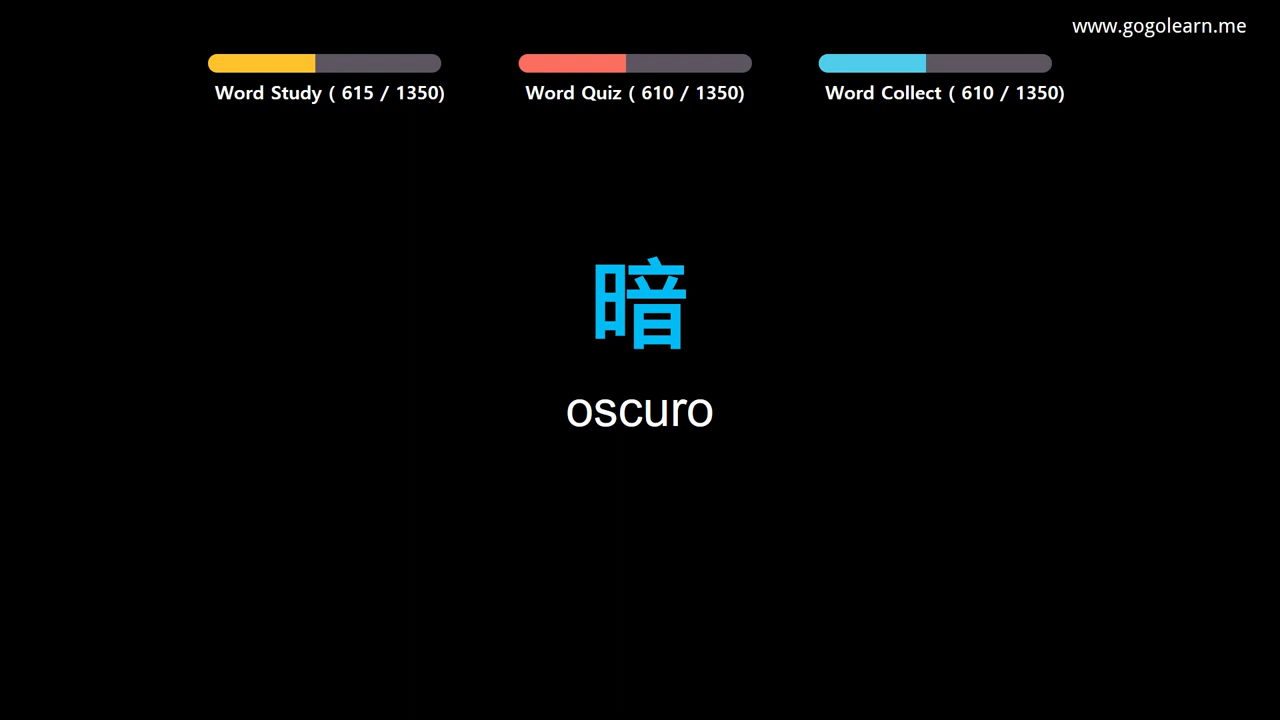 www.gogolearn.me
Word Study ( 615 / 1350)
Word Quiz ( 610 / 1350)
Word Collect ( 610 / 1350)
暗
oscuro